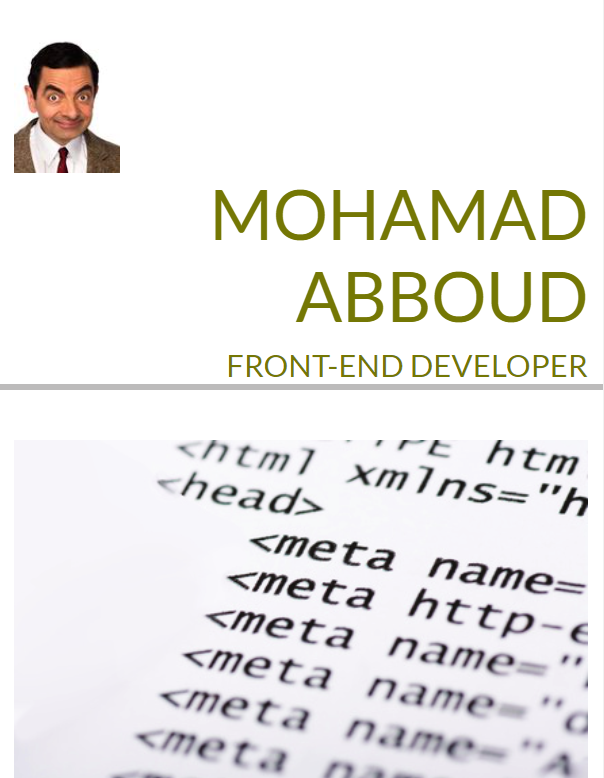 MOHAMAD
ABBOUD
FRONT-END DEVELOPER
<html xmlns="h
<head>
<meta name=
<meta http-e
<meta name="
<meta name="d
<meta name="
<meta name="A
<meta